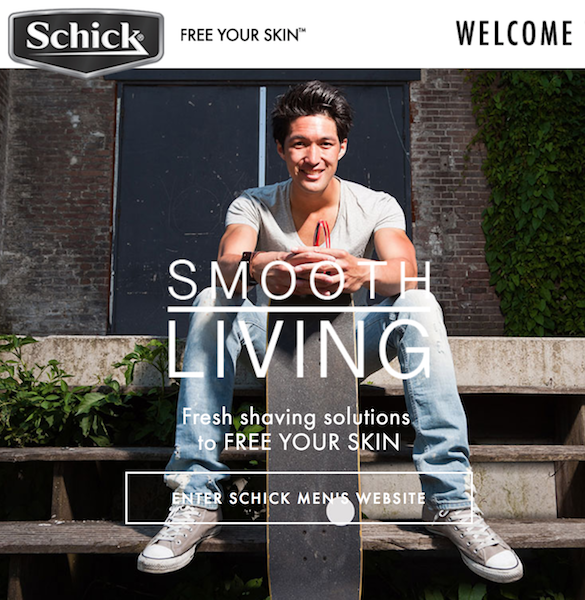 Schick®
FREE YOUR SKIN™
WELCOME
SMOOTH
LIVING
Fresh shaving solutions
to FREE YOUR SKIN
ENTER SCHICK MEN'S WEBSITE